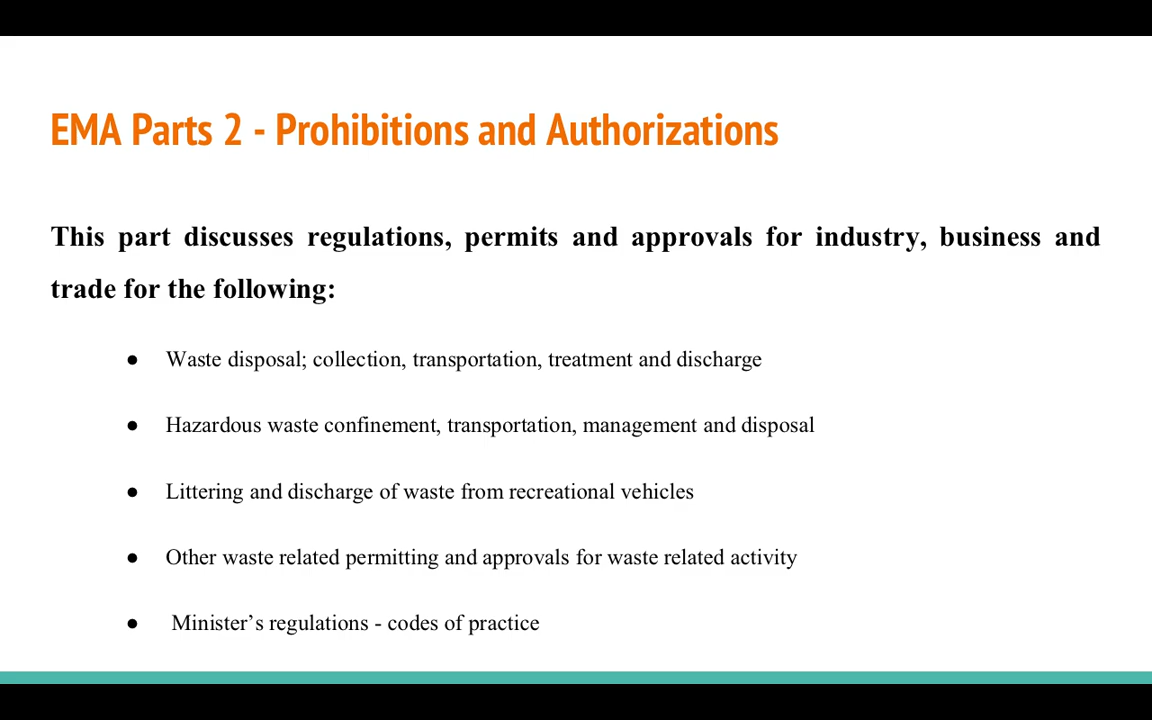 EMA Parts 2 - Prohibitions and Authorizations
This part discusses regulations, permits and approvals for industry, business and
trade for the following:
● Waste disposal; collection, transportation, treatment and discharge
● Hazardous waste confinement, transportation, management and disposal
● Littering and discharge of waste from recreational vehicles
● Other waste related permitting and approvals for waste related activity
● Minister’s regulations - codes of practice